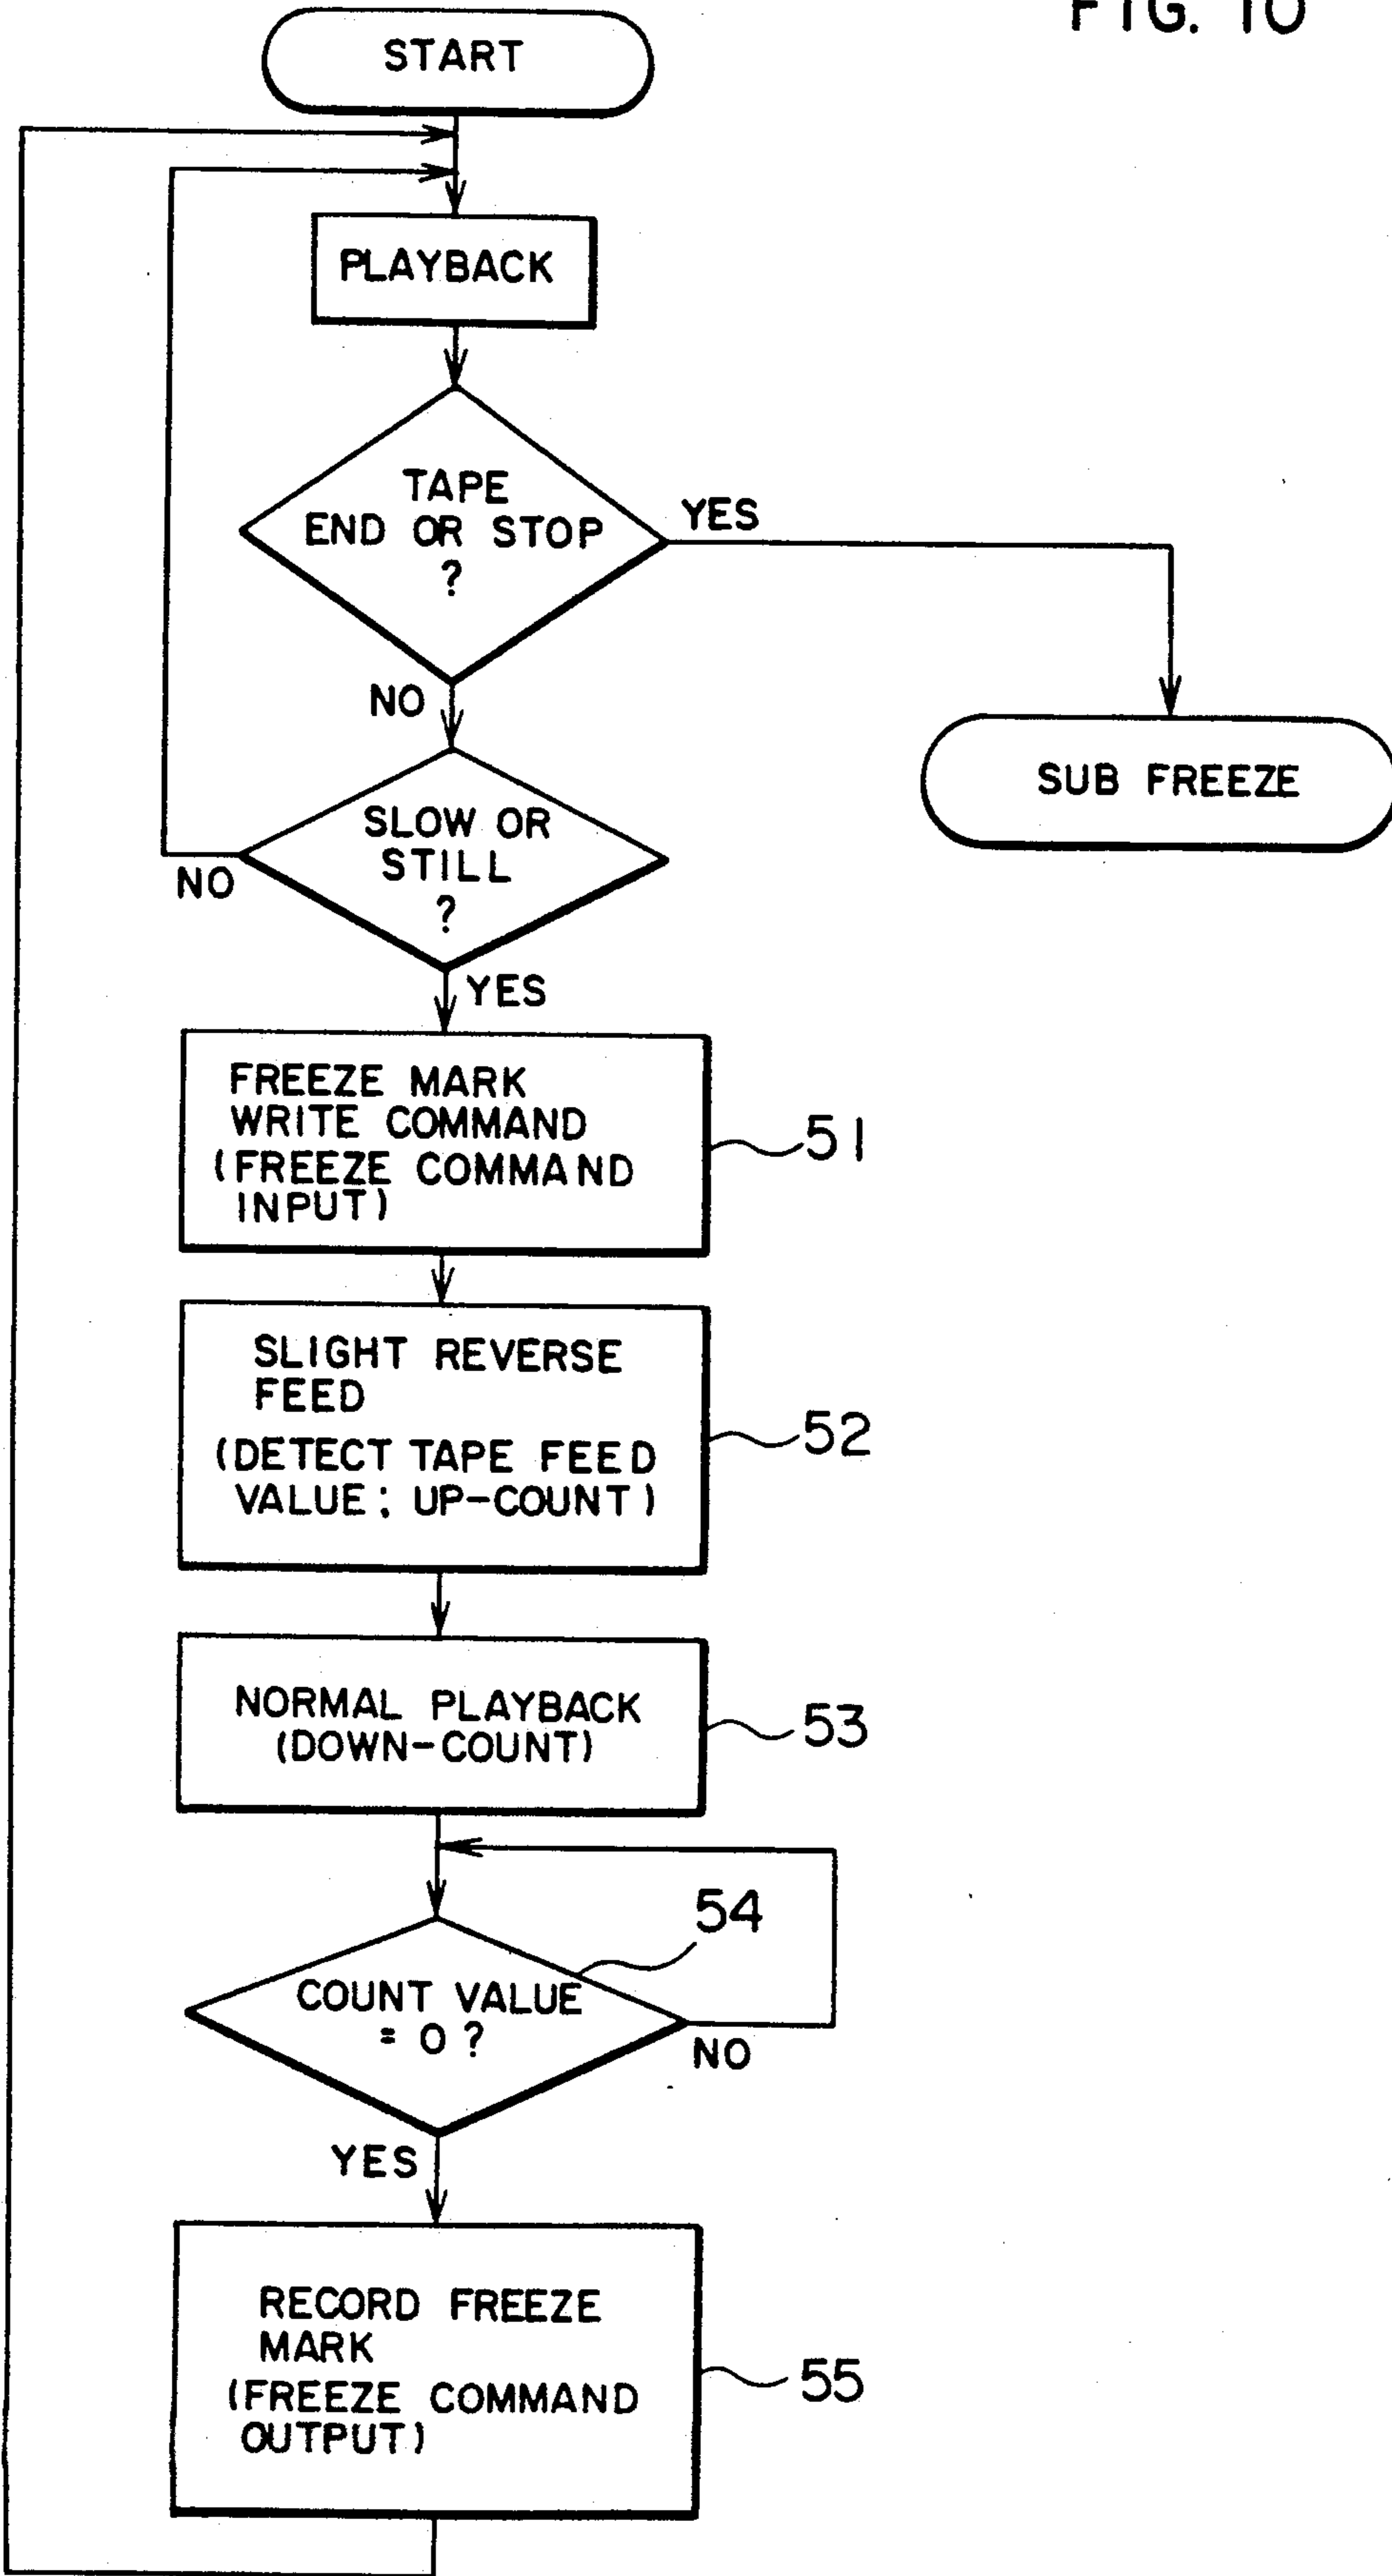 FIG. 10
START
PLAYBACK
TAPE
END OR STOP
?
YES
NO
SUB FREEZE
SLOW OR
STILL
?
NO
YES
FREEZE MARK
WRITE COMMAND
(FREEZE COMMAND
INPUT)
51
SLIGHT REVERSE
FEED
(DETECT TAPE FEED
VALUE; UP-COUNT)
52
NORMAL PLAYBACK
(DOWN-COUNT)
53
54
COUNT VALUE
= 0 ?
NO
YES
RECORD FREEZE
MARK
(FREEZE COMMAND
OUTPUT)
55